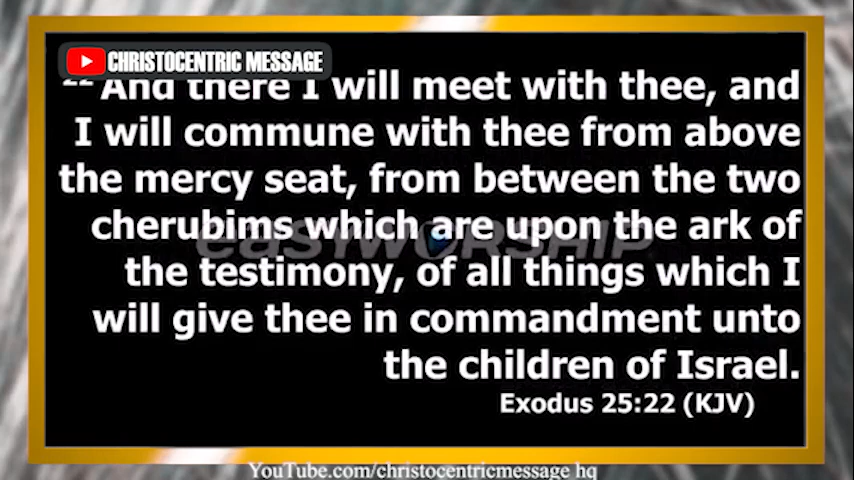 CHRISTOCENTRIC MESSAGE
22 And there I will meet with thee, and
I will commune with thee from above
the mercy seat, from between the two
cherubims which are upon the ark of
the testimony, of all things which I
will give thee in commandment unto
the children of Israel.
easyworship
Exodus 25:22 (KJV)
YouTube.com/christocentricmessage hq